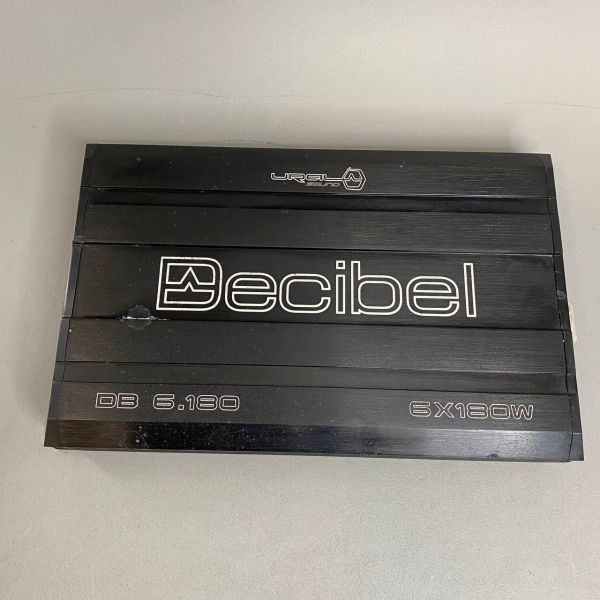 URAL
SOUND
Decibel
DB 6.180
6X180W